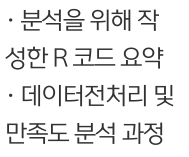 · 분석을 위해 작
성한 R 코드 요약
· 데이터전처리 및
만족도 분석 과정